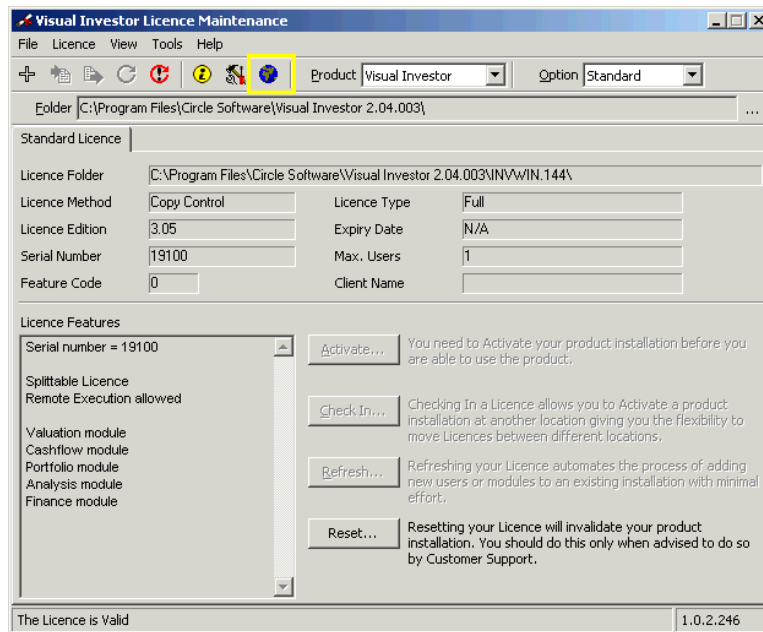 Visual Investor Licence Maintenance
File Licence View Tools Help
Product Visual Investor Option Standard
Folder C:\Program Files\Circle Software\Visual Investor 2.04.003\ ...
Standard Licence
Licence Folder C:\Program Files\Circle Software\Visual Investor 2.04.003\INVWIN.144\
Licence Method Copy Control Licence Type Full
Licence Edition 3.05 Expiry Date N/A
Serial Number 19100 Max. Users 1
Feature Code 0 Client Name
Licence Features
Serial number = 19100
Splittable Licence
Remote Execution allowed
Valuation module
Cashflow module
Portfolio module
Analysis module
Finance module
Activate... You need to Activate your product installation before you
are able to use the product.
Check In... Checking In a Licence allows you to Activate a product
installation at another location giving you the flexibility to
move Licences between different locations.
Refresh... Refreshing your Licence automates the process of adding
new users or modules to an existing installation with minimal
effort.
Reset... Resetting your Licence will invalidate your product
installation. You should do this only when advised to do so
by Customer Support.
The Licence is Valid 1.0.2.246